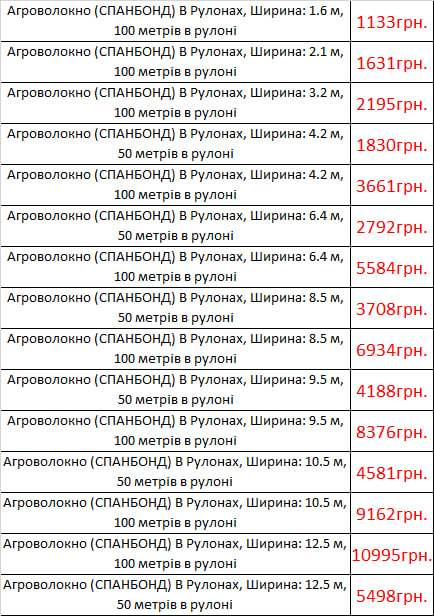 Агроволокно (СПАНБОНД) В Рулонах, Ширина: 1.6 м,
100 метрів в рулоні
1133грн.
Агроволокно (СПАНБОНД) В Рулонах, Ширина: 2.1 м,
100 метрів в рулоні
1631грн.
Агроволокно (СПАНБОНД) В Рулонах, Ширина: 3.2 м,
100 метрів в рулоні
2195грн.
Агроволокно (СПАНБОНД) В Рулонах, Ширина: 4.2 м,
50 метрів в рулоні
1830грн.
Агроволокно (СПАНБОНД) В Рулонах, Ширина: 4.2 м,
100 метрів в рулоні
3661грн.
Агроволокно (СПАНБОНД) В Рулонах, Ширина: 6.4 м,
50 метрів в рулоні
2792грн.
Агроволокно (СПАНБОНД) В Рулонах, Ширина: 6.4 м,
100 метрів в рулоні
5584грн.
Агроволокно (СПАНБОНД) В Рулонах, Ширина: 8.5 м,
50 метрів в рулоні
3708грн.
Агроволокно (СПАНБОНД) В Рулонах, Ширина: 8.5 м,
100 метрів в рулоні
6934грн.
Агроволокно (СПАНБОНД) В Рулонах, Ширина: 9.5 м,
50 метрів в рулоні
4188грн.
Агроволокно (СПАНБОНД) В Рулонах, Ширина: 9.5 м,
100 метрів в рулоні
8376грн.
Агроволокно (СПАНБОНД) В Рулонах, Ширина: 10.5 м,
50 метрів в рулоні
4581грн.
Агроволокно (СПАНБОНД) В Рулонах, Ширина: 10.5 м,
100 метрів в рулоні
9162грн.
Агроволокно (СПАНБОНД) В Рулонах, Ширина: 12.5 м,
100 метрів в рулоні
10995грн.
Агроволокно (СПАНБОНД) В Рулонах, Ширина: 12.5 м,
50 метрів в рулоні
5498грн.